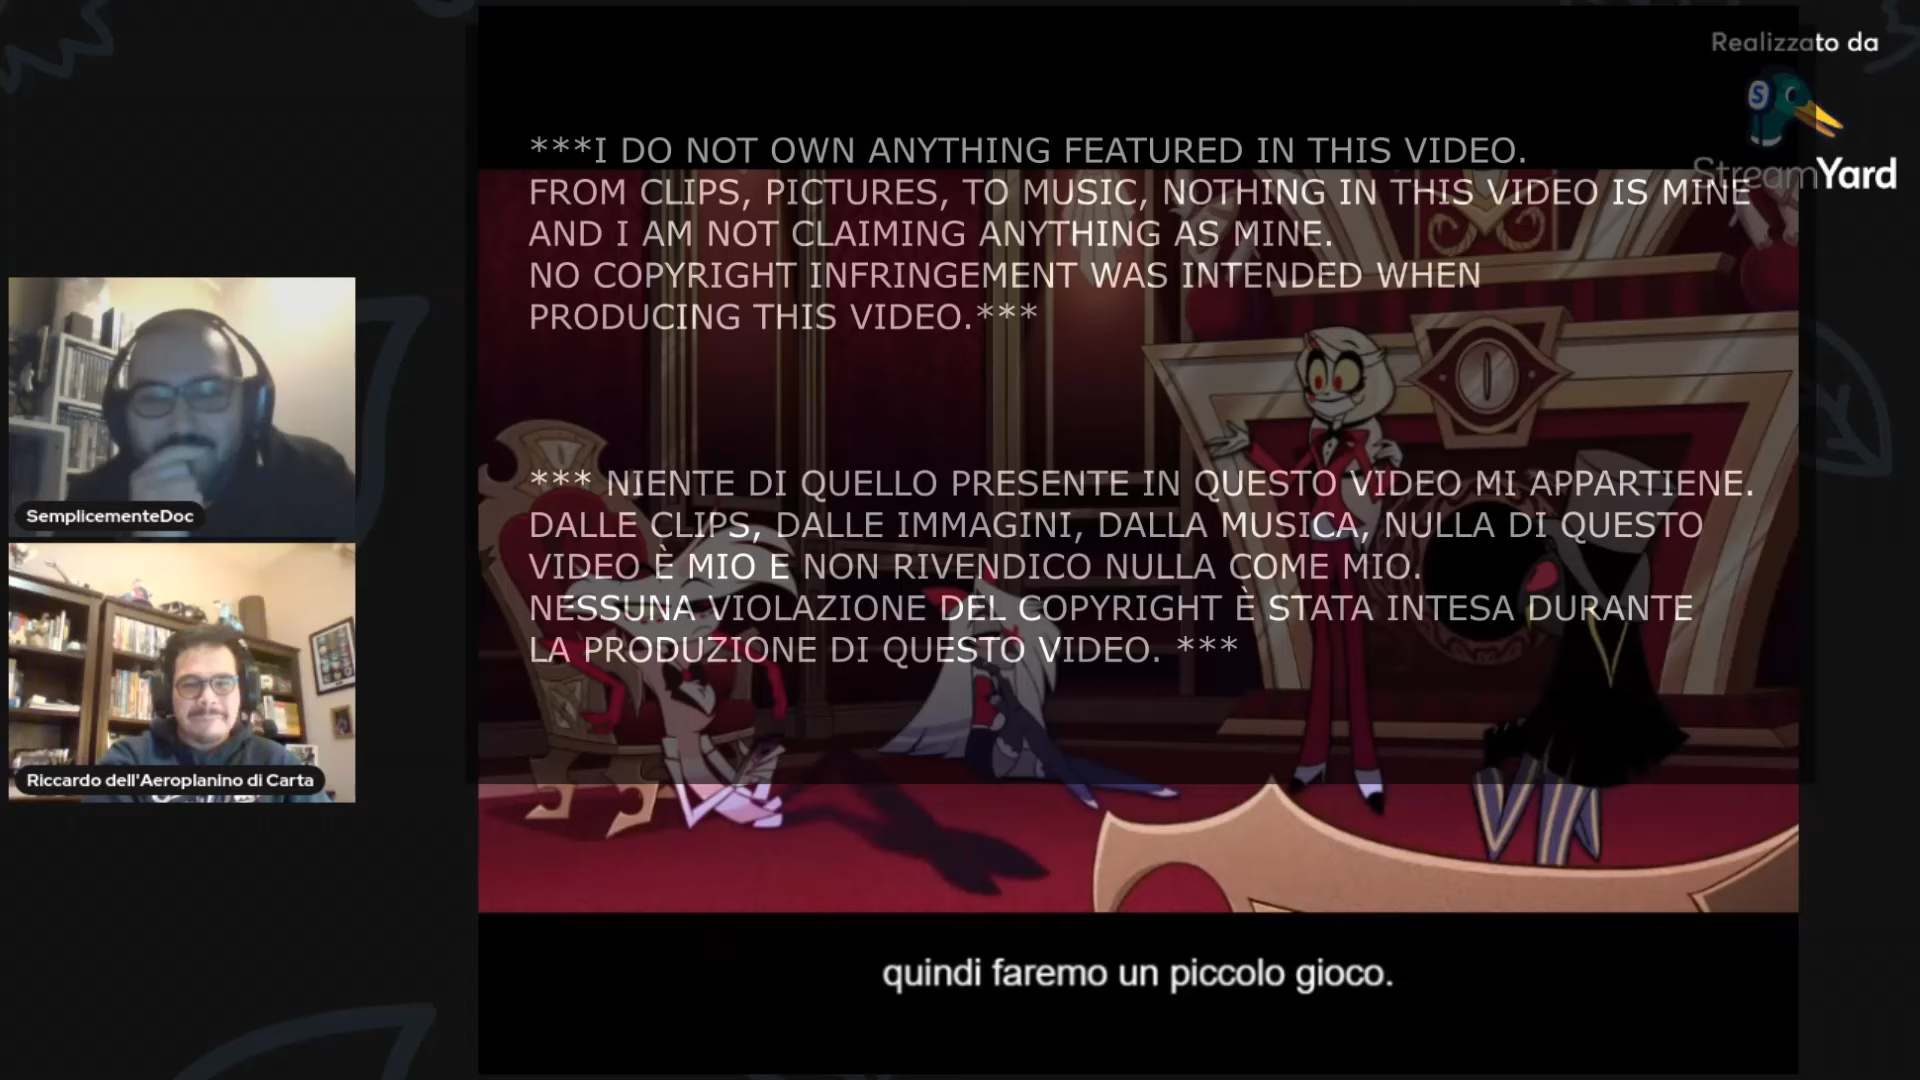 Realizzato da
S
StreamYard
***I DO NOT OWN ANYTHING FEATURED IN THIS VIDEO.
FROM CLIPS, PICTURES, TO MUSIC, NOTHING IN THIS VIDEO IS MINE
AND I AM NOT CLAIMING ANYTHING AS MINE.
NO COPYRIGHT INFRINGEMENT WAS INTENDED WHEN
PRODUCING THIS VIDEO.***
*** NIENTE DI QUELLO PRESENTE IN QUESTO VIDEO MI APPARTIENE.
DALLE CLIPS, DALLE IMMAGINI, DALLA MUSICA, NULLA DI QUESTO
VIDEO È MIO E NON RIVENDICO NULLA COME MIO.
NESSUNA VIOLAZIONE DEL COPYRIGHT È STATA INTESA DURANTE
LA PRODUZIONE DI QUESTO VIDEO. ***
SemplicementeDoc
Riccardo dell'Aeroplanino di Carta
quindi faremo un piccolo gioco.